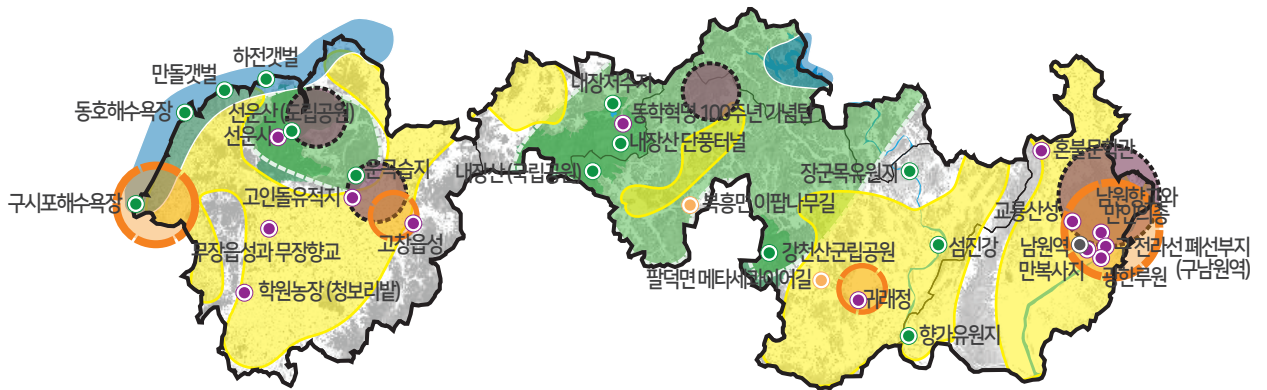 하전갯벌
만돌갯벌
동호해수욕장
선운산 (도립공원)
선운사
구시포해수욕장
운곡습지
고인돌유적지
고창읍성
무장읍성과 무장향교
학원농장 (청보리밭)
내장저수지
동학혁명 100주년 기념탑
내장산 단풍터널
내장산 (국립공원)
복흥면 이팝나무길
강천산군립공원
팔덕면 메타세콰이어길
귀래정
장군목유원지
섬진강
향가유원지
혼불문학관
남원향교와
만인의총
교룡산성
남원역
구 전라선 폐선부지
(구남원역)
만복사지
광한루원